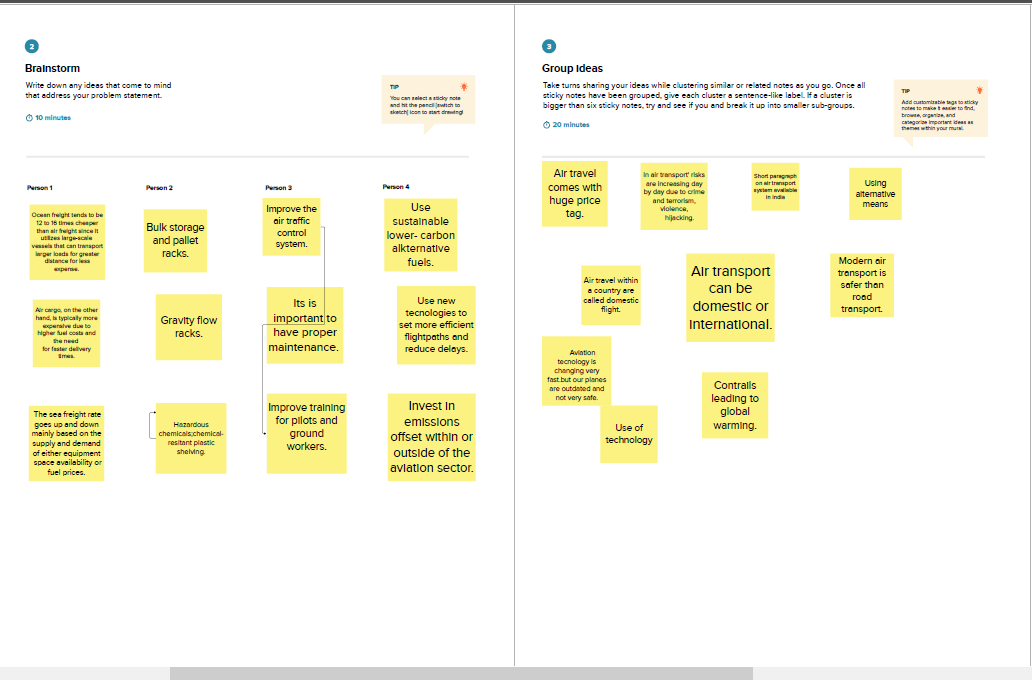 2
Brainstorm
Write down any ideas that come to mind
that address your problem statement.
10 minutes
TIP
You can select a sticky note
and hit the pencil [switch to
sketch] icon to start drawing!
Person 1
Person 2
Person 3
Person 4
Ocean freight tends to be
12 to 16 times cheaper
than air freight since it
utilizes large-scale
vessels that can transport
larger loads for greater
distance for less
expense.
Bulk storage
and pallet
racks.
Improve the
air traffic
control
system.
Use
sustainable
lower- carbon
alkternative
fuels.
Air cargo, on the other
hand, is typically more
expensive due to
higher fuel costs and
the need
for faster delivery
times.
Gravity flow
racks.
Its is
important to
have proper
maintenance.
Use new
tecnologies to
set more efficient
flightpaths and
reduce delays.
The sea freight rate
goes up and down
mainly based on the
supply and demand
of either equipment
space availability or
fuel prices.
Hazardous
chemicals;chemical-
resitant plastic
shelving.
Improve training
for pilots and
ground
workers.
Invest in
emissions
offset within or
outside of the
aviation sector.
3
Group ideas
Take turns sharing your ideas while clustering similar or related notes as you go. Once all
sticky notes have been grouped, give each cluster a sentence-like label. If a cluster is
bigger than six sticky notes, try and see if you and break it up into smaller sub-groups.
20 minutes
TIP
Add customizable tags to sticky
notes to make it easier to find,
browse, organize, and
categorize important ideas as
themes within your mural.
Air travel
comes with
huge price
tag.
In air transport' risks
are increasing day
by day due to crime
and terrorism,
violence,
hijacking.
Short paragraph
on air transport
system available
in india
Using
alternative
means
Air travel within
a country are
called domestic
flight.
Air transport
can be
domestic or
international.
Modern air
transport is
safer than
road
transport.
Aviation
tecnology is
changing very
fast.but our planes
are outdated and
not very safe.
Use of
technology
Contrails
leading to
global
warming.